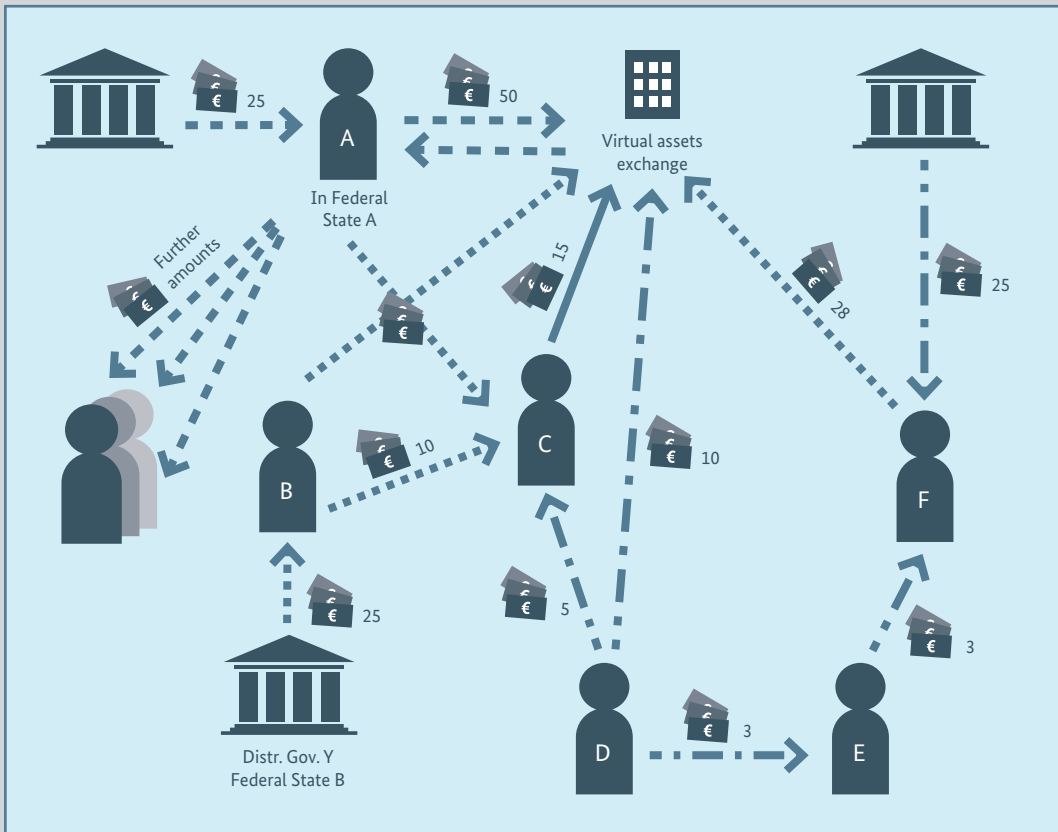 25
A
In Federal
State A
50
Virtual assets
exchange
Further
amounts
15
28
25
B
10
C
10
F
25
Distr. Gov. Y
Federal State B
5
D
3
E
3
€
€
€
€
€
€
€
€
€
€
€
€
€